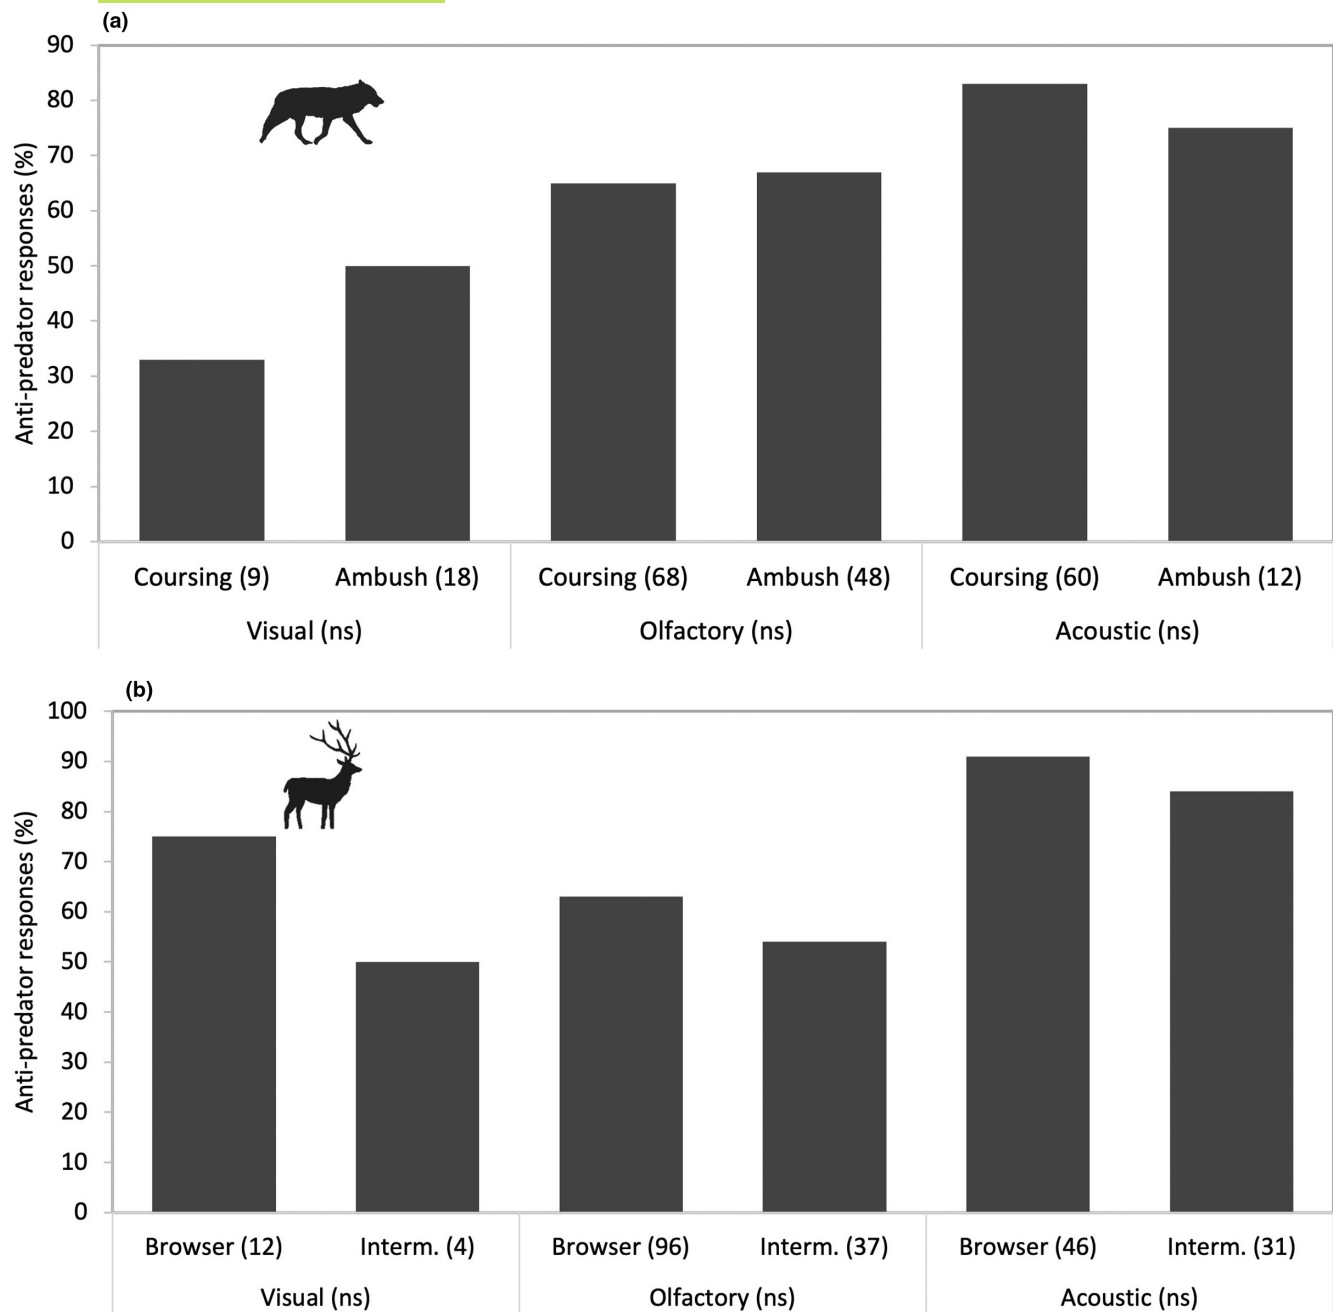 (a)
Anti-predator responses (%)
90
80
70
60
50
40
30
20
10
0
Coursing (9) Ambush (18) Coursing (68) Ambush (48) Coursing (60) Ambush (12)
Visual (ns) Olfactory (ns) Acoustic (ns)
(b)
Anti-predator responses (%)
100
90
80
70
60
50
40
30
20
10
0
Browser (12) Interm. (4) Browser (96) Interm. (37) Browser (46) Interm. (31)
Visual (ns) Olfactory (ns) Acoustic (ns)